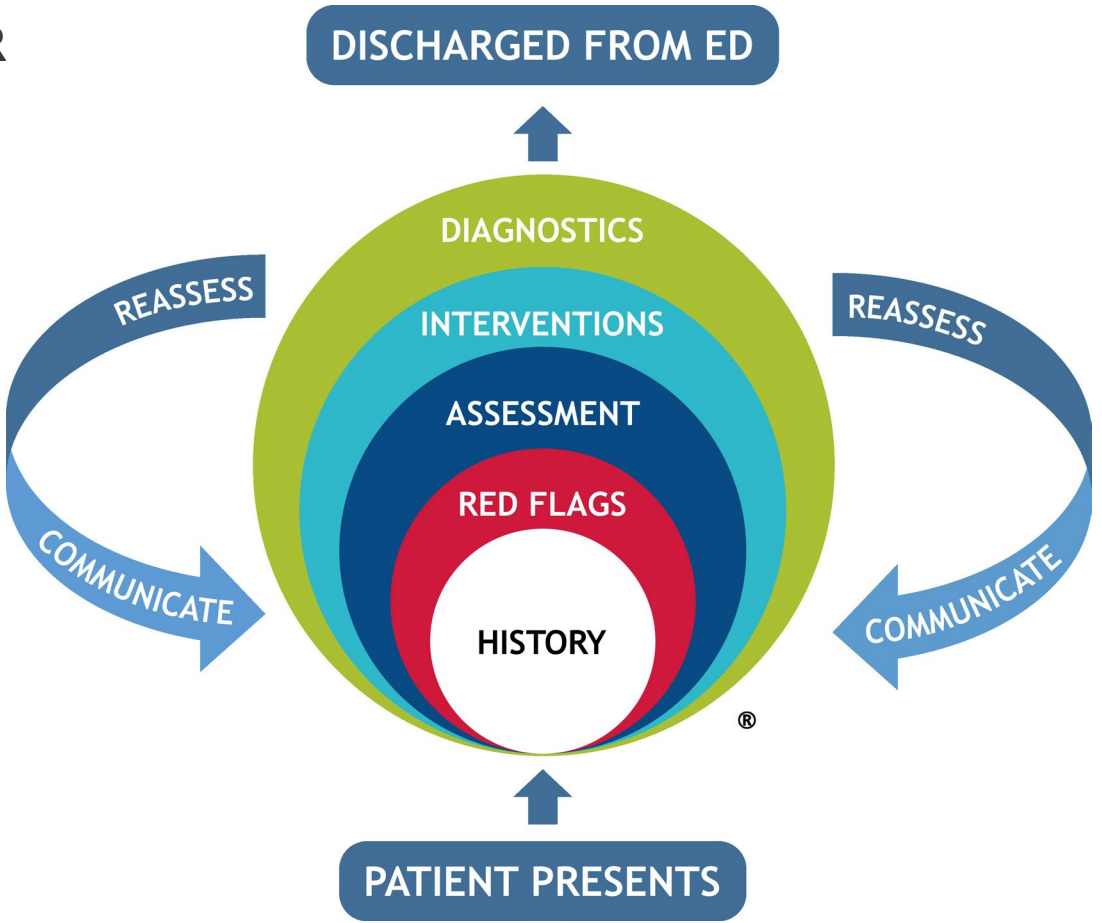 R
DISCHARGED FROM ED
DIAGNOSTICS
REASSESS
REASSESS
INTERVENTIONS
ASSESSMENT
RED FLAGS
COMMUNICATE
COMMUNICATE
HISTORY
®
PATIENT PRESENTS